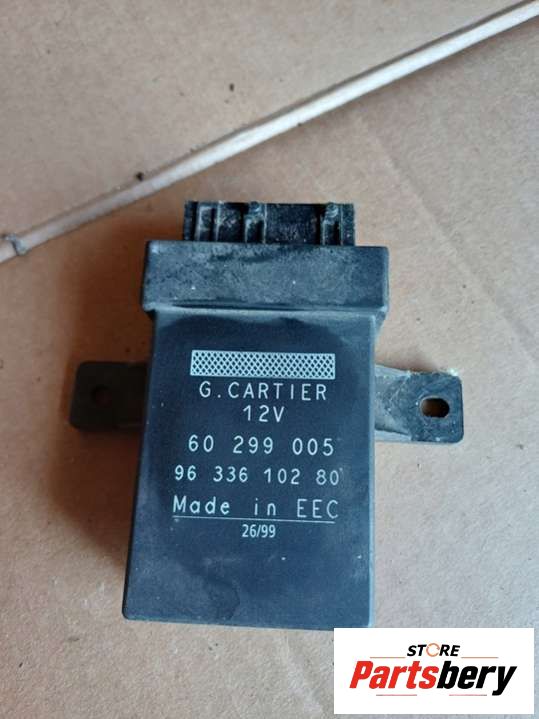 G.CARTIER
12V
60 299 005
96 336 102 80
Made in EEC
26/99
STORE
Partsbery